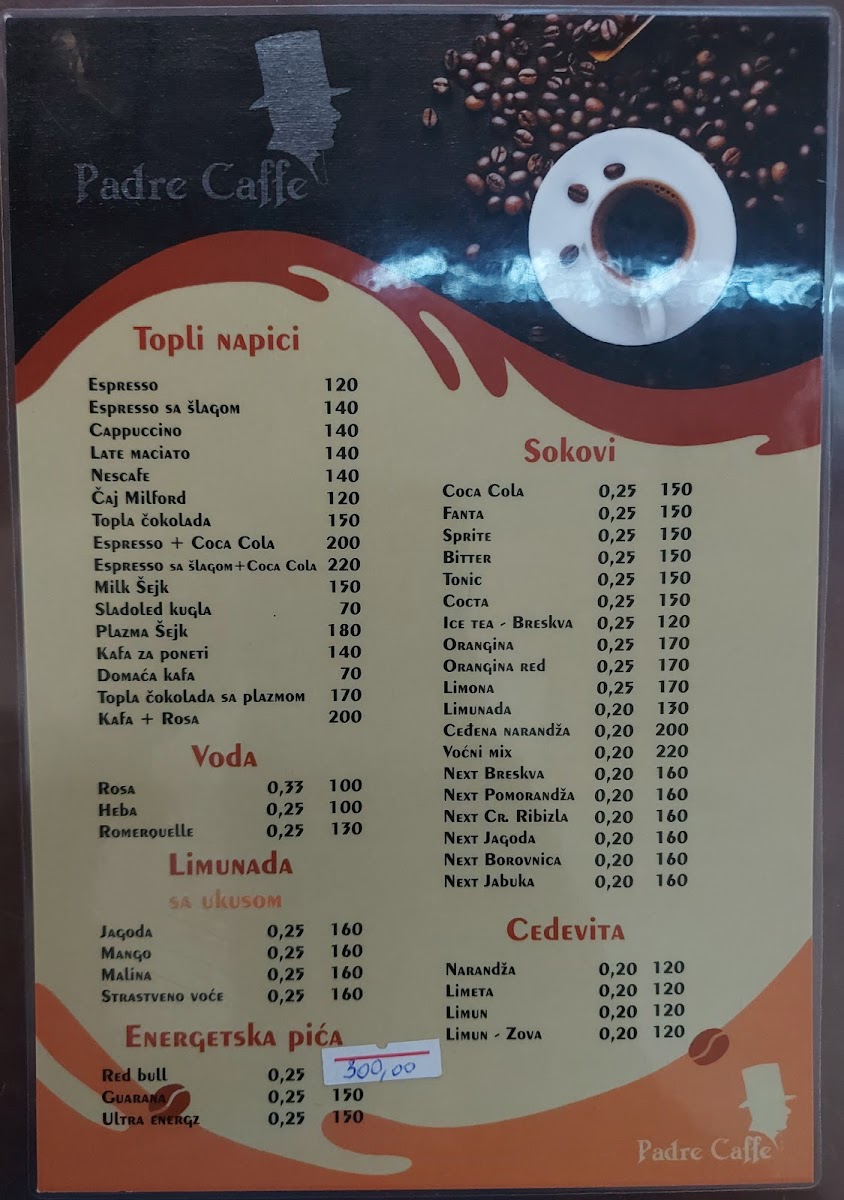 Padre Caffe
Topli napici
Espresso 120
Espresso sa šlagom 140
Cappuccino 140
Late maciato 140
Nescafe 140
Čaj Milford 120
Topla čokolada 150
Espresso + Coca Cola 200
Espresso sa šlagom+Coca Cola 220
Milk Šejk 150
Sladoled kugla 70
Plazma Šejk 180
Kafa za poneti 140
Domaća kafa 70
Topla čokolada sa plazmom 170
Kafa + Rosa 200
Voda
Rosa 0,33 100
Heba 0,25 100
Romerquelle 0,25 130
Limunada
sa ukusom
Jagoda 0,25 160
Mango 0,25 160
Malina 0,25 160
Strastveno voće 0,25 160
Energetska pića
Red bull 0,25 300,00
Guarana 0,25 150
Ultra energz 0,25 150
Sokovi
Coca Cola 0,25 150
Fanta 0,25 150
Sprite 0,25 150
Bitter 0,25 150
Tonic 0,25 150
Cocta 0,25 150
Ice tea - Breskva 0,25 120
Orangina 0,25 170
Orangina red 0,25 170
Limona 0,25 170
Limunada 0,20 130
Ceđena narandža 0,20 200
Voćni mix 0,20 220
Next Breskva 0,20 160
Next Pomorandža 0,20 160
Next Cr. Ribizla 0,20 160
Next Jagoda 0,20 160
Next Borovnica 0,20 160
Next Jabuka 0,20 160
Cedevita
Narandža 0,20 120
Limeta 0,20 120
Limun 0,20 120
Limun - Zova 0,20 120
Padre Caffe